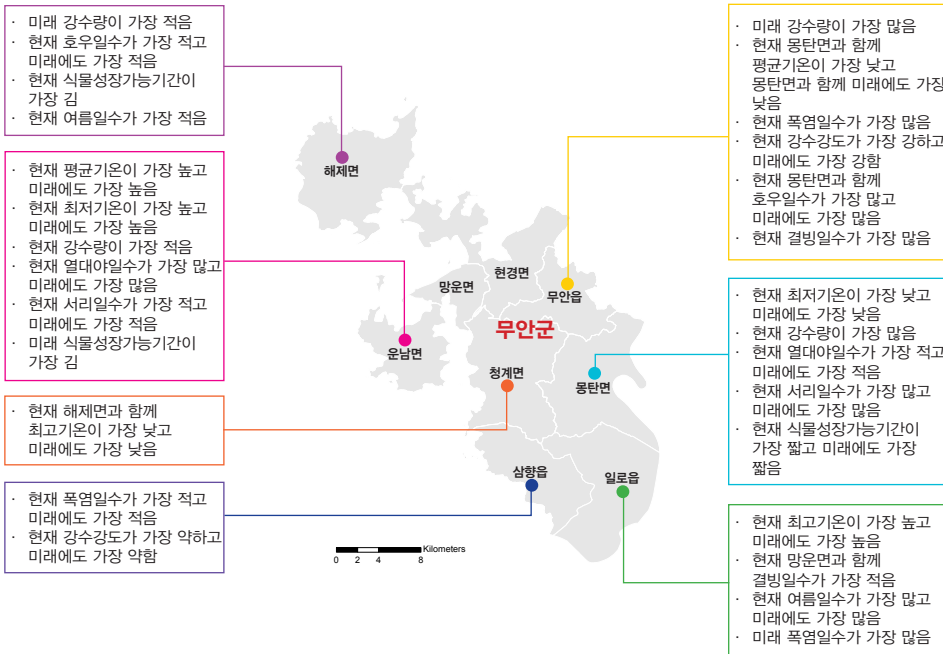 · 미래 강수량이 가장 적음
· 현재 호우일수가 가장 적고
미래에도 가장 적음
· 현재 식물성장가능기간이
가장 김
· 현재 여름일수가 가장 적음
· 현재 평균기온이 가장 높고
미래에도 가장 높음
· 현재 최저기온이 가장 높고
미래에도 가장 높음
· 현재 강수량이 가장 적음
· 현재 열대야일수가 가장 많고
미래에도 가장 많음
· 현재 서리일수가 가장 적고
미래에도 가장 적음
· 미래 식물성장가능기간이
가장 김
· 현재 해제면과 함께
최고기온이 가장 낮고
미래에도 가장 낮음
· 현재 폭염일수가 가장 적고
미래에도 가장 적음
· 현재 강수강도가 가장 약하고
미래에도 가장 약함
해제면
현경면
망운면
무안읍
무안군
운남면
청계면
몽탄면
삼향읍
일로읍
Kilometers
0 2 4 8
· 미래 강수량이 가장 많음
· 현재 몽탄면과 함께
평균기온이 가장 낮고
몽탄면과 함께 미래에도 가장
낮음
· 현재 폭염일수가 가장 많음
· 현재 강수강도가 가장 강하고
미래에도 가장 강함
· 현재 몽탄면과 함께
호우일수가 가장 많고
미래에도 가장 많음
· 현재 결빙일수가 가장 많음
· 현재 최저기온이 가장 낮고
미래에도 가장 낮음
· 현재 강수량이 가장 많음
· 현재 열대야일수가 가장 적고
미래에도 가장 적음
· 현재 서리일수가 가장 많고
미래에도 가장 많음
· 현재 식물성장가능기간이
가장 짧고 미래에도 가장
짧음
· 현재 최고기온이 가장 높고
미래에도 가장 높음
· 현재 망운면과 함께
결빙일수가 가장 적음
· 현재 여름일수가 가장 많고
미래에도 가장 많음
· 미래 폭염일수가 가장 많음